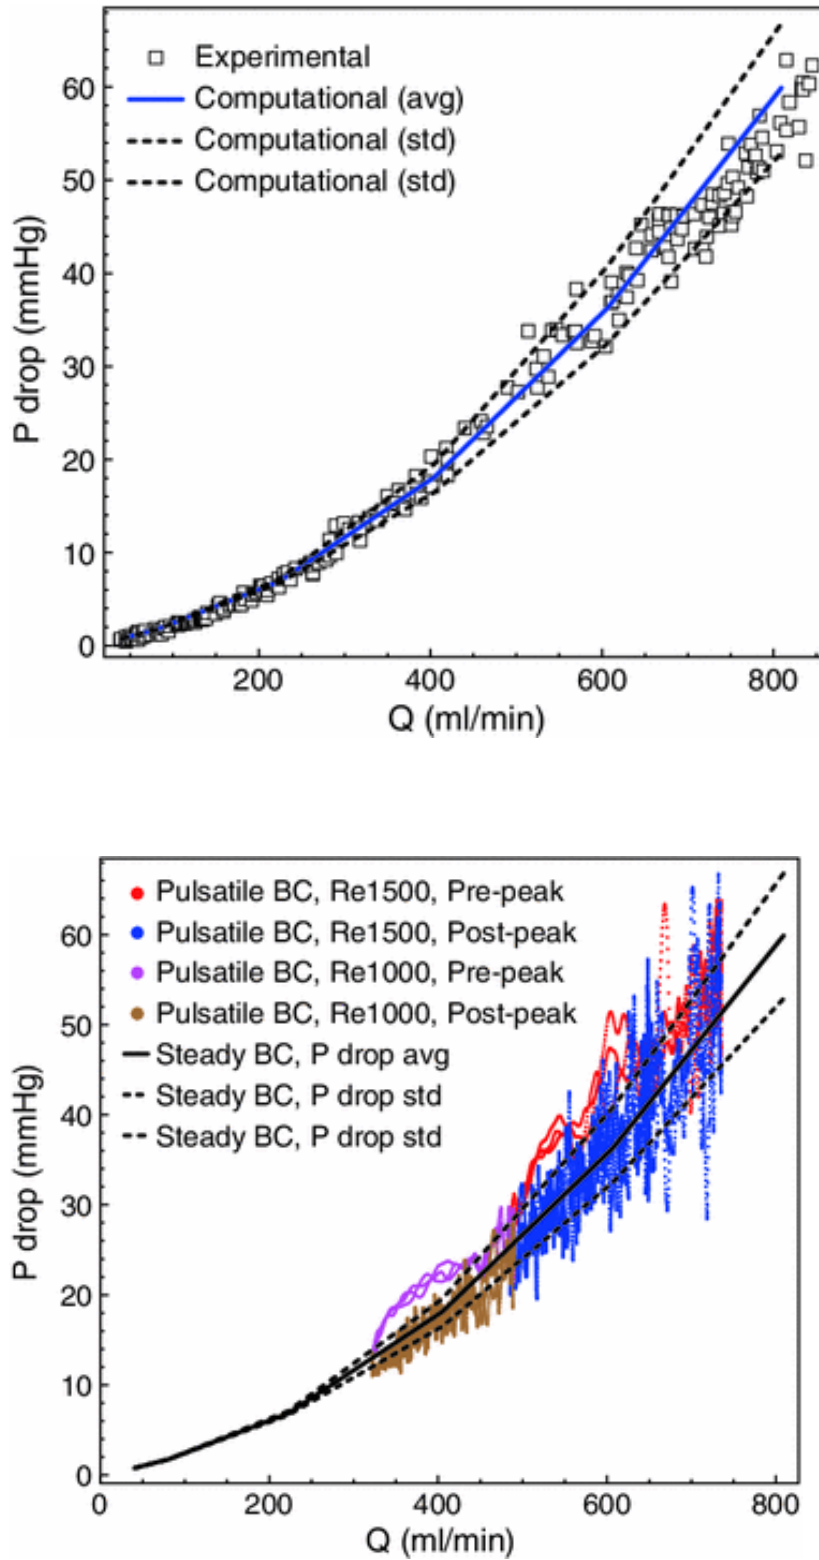 60
50
40
30
20
10
0
P drop (mmHg)
Experimental
Computational (avg)
Computational (std)
Computational (std)
200 400 600 800
Q (ml/min)
60
50
40
30
20
10
0
P drop (mmHg)
Pulsatile BC, Re1500, Pre-peak
Pulsatile BC, Re1500, Post-peak
Pulsatile BC, Re1000, Pre-peak
Pulsatile BC, Re1000, Post-peak
Steady BC, P drop avg
Steady BC, P drop std
Steady BC, P drop std
0 200 400 600 800
Q (ml/min)